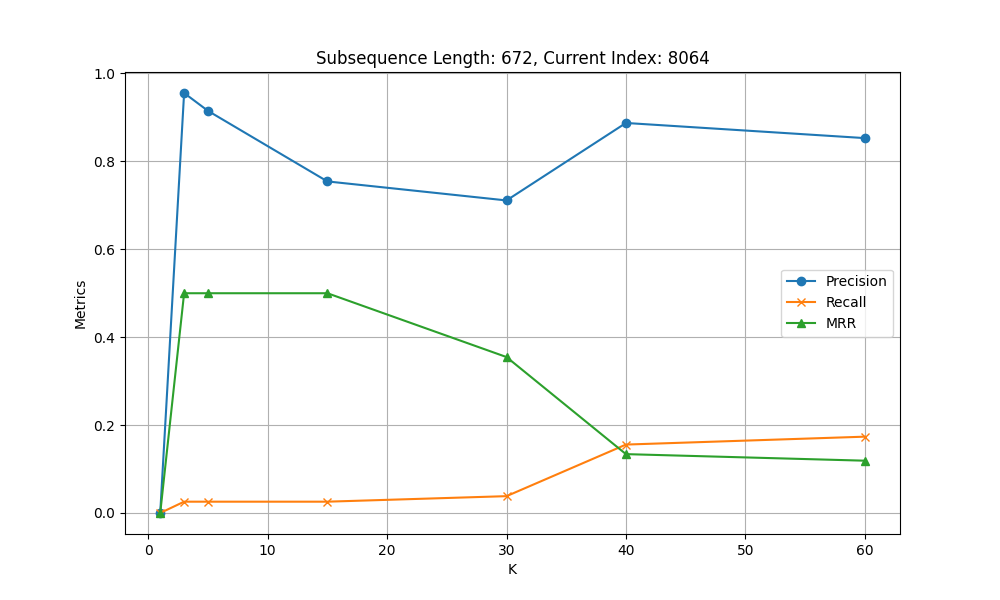 Subsequence Length: 672, Current Index: 8064
1.0
0.8
0.6
0.4
0.2
0.0
Metrics
Precision
Recall
MRR
0 10 20 30 40 50 60
K